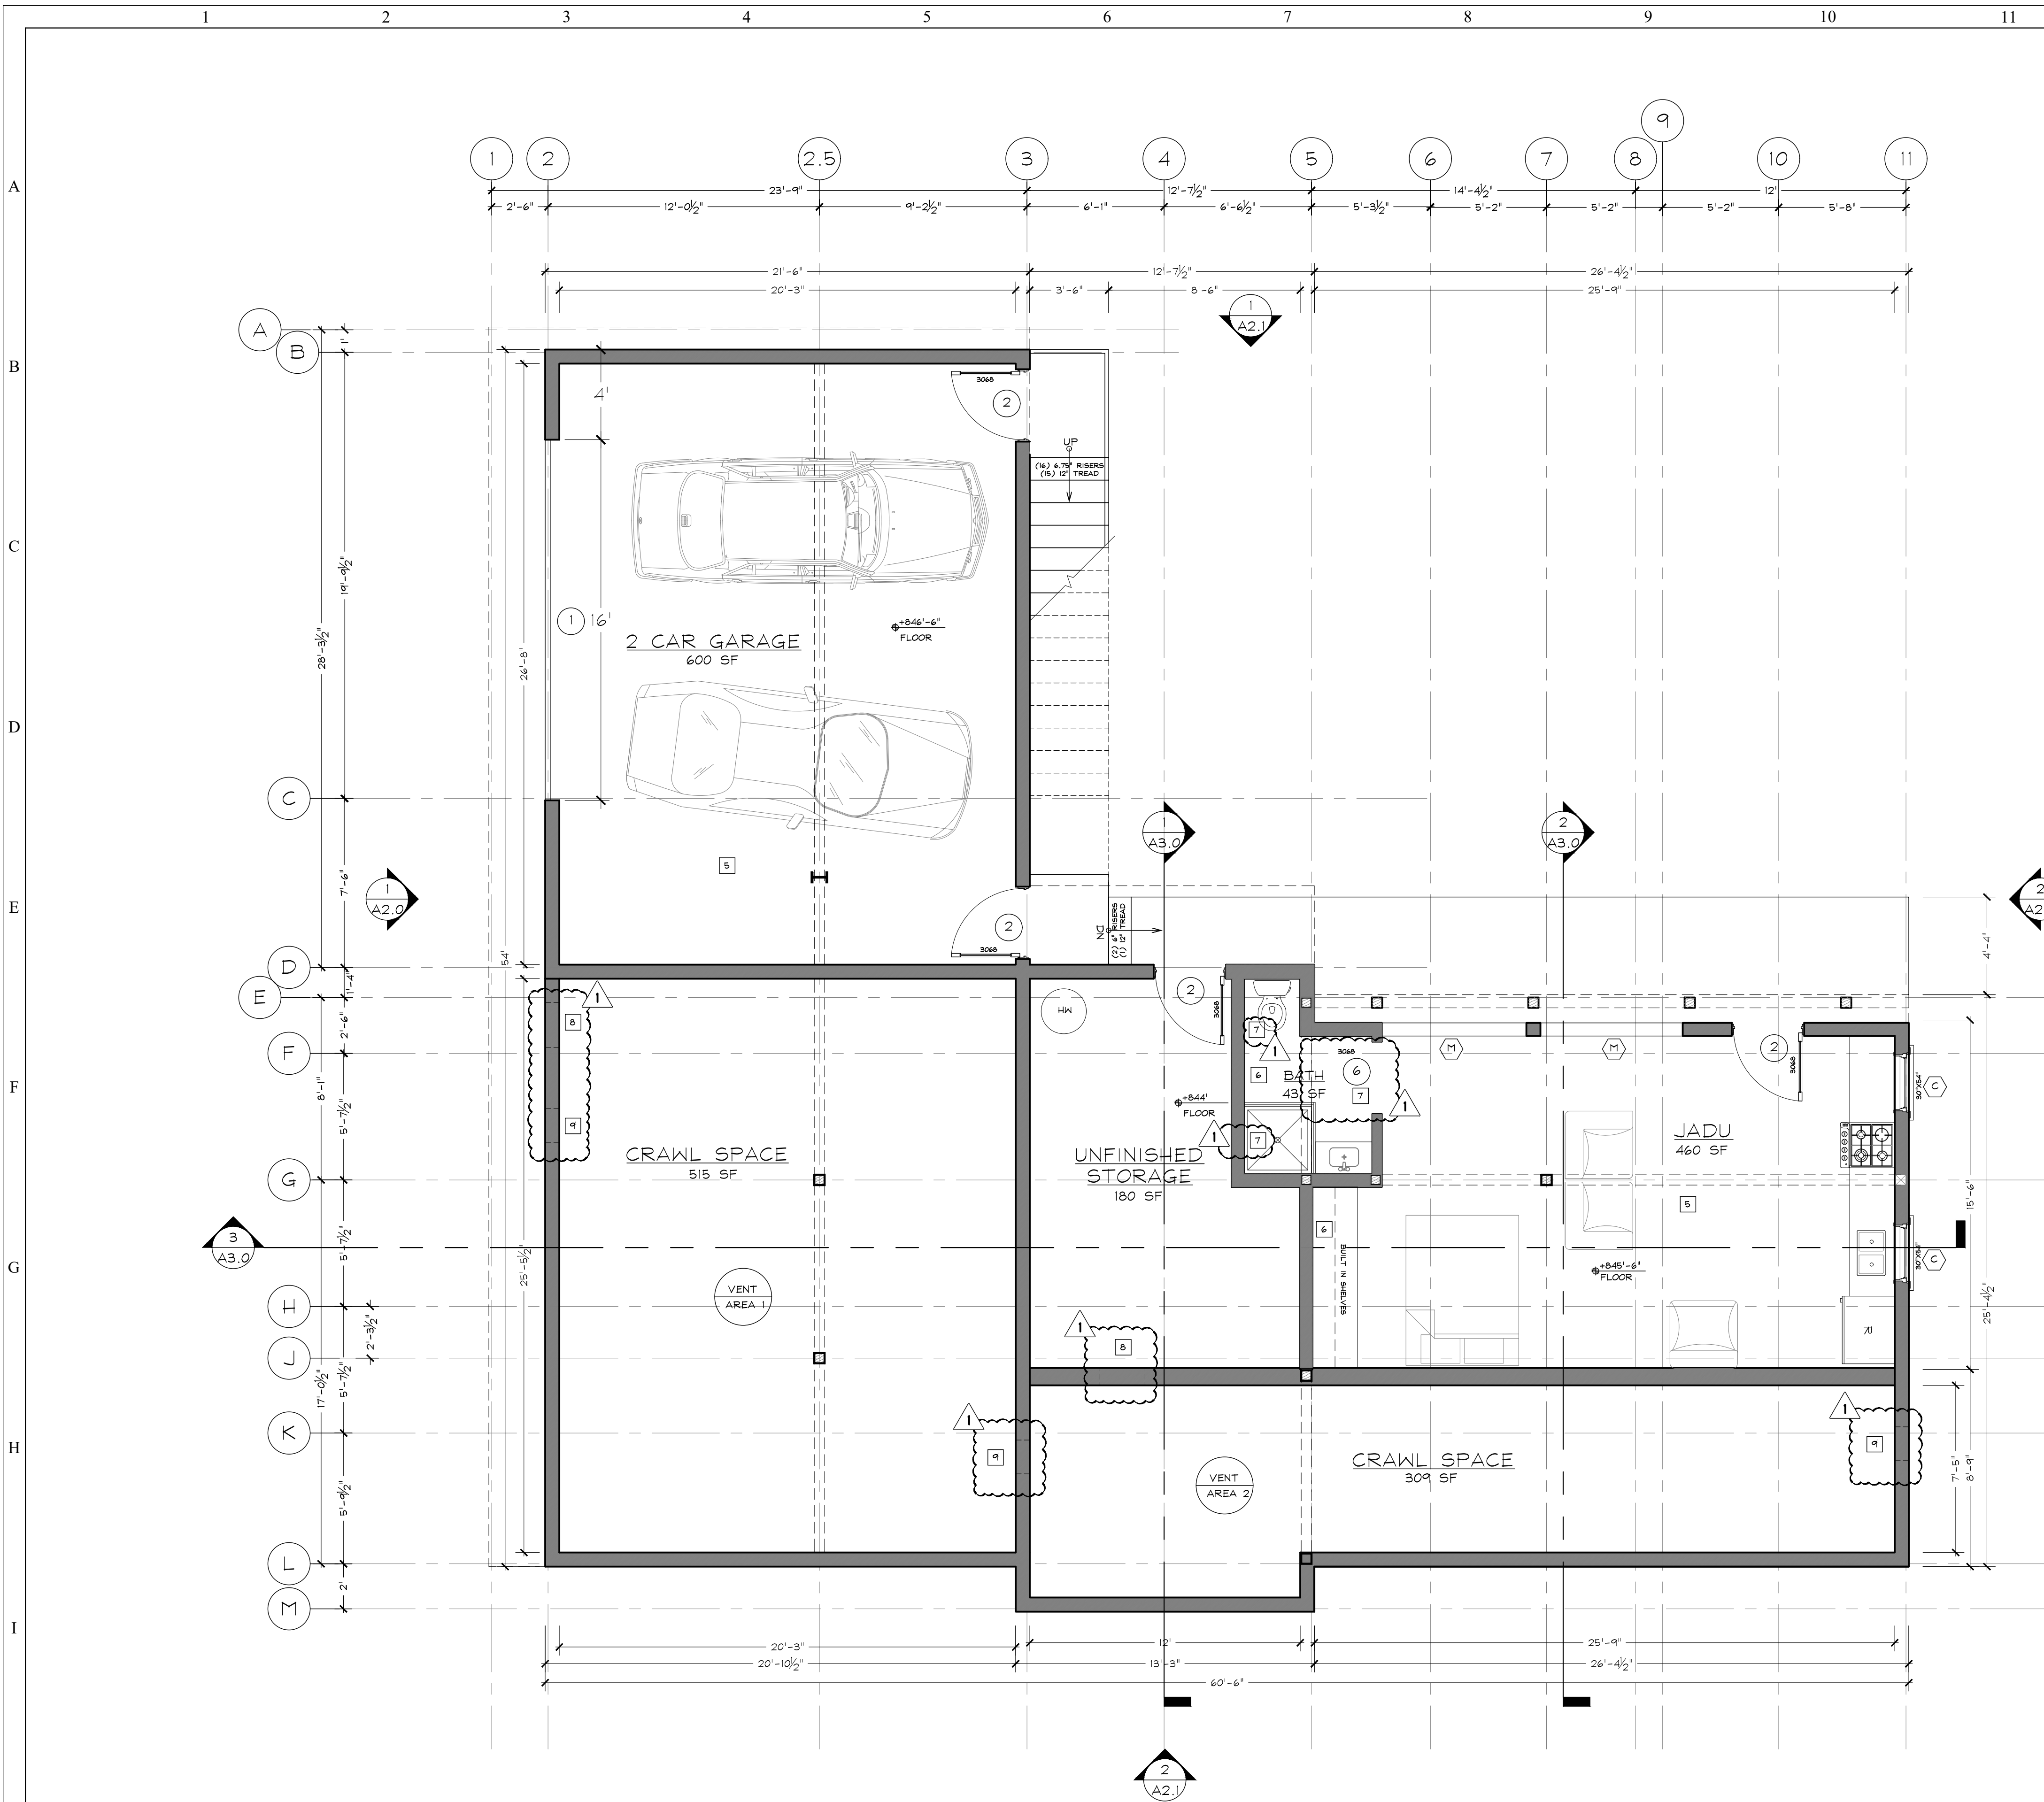 1 2 3 4 5 6 7 8 9 10 11
A
B
C
D
E
F
G
H
I
9
1 2 2.5 3 4 5 6 7 8 10 11
23'-9" 12'-7½" 14'-4½" 12'
2'-6" 12'-0½" 9'-2½" 6'-1" 6'-6½" 5'-3½" 5'-2" 5'-2" 5'-2" 5'-8"
21'-6" 12'-7½" 26'-4½"
20'-3" 3'-6" 8'-6" 25'-9"
1
A2.1
A
B
C
D
E
F
G
H
J
K
L
M
1'
19'-9½"
28'-3½"
7'-6"
1'-4"
2'-6"
8'-1"
5'-7½"
5'-7½"
2'-3½"
5'-7½"
17'-0½"
5'-9½"
2'
54'
26'-8"
25'-5½"
4'
16'
1
3068
2
UP
(16) 6.75" RISERS
(15) 12" TREAD
+846'-6"
FLOOR
2 CAR GARAGE
600 SF
5
1
A2.0
1
A3.0
2
A3.0
2
A2
2
3068
DN
(2) 6" RISERS
(1) 12" TREAD
4'-4"
1
8
9
HW
2
3068
7
1
3068
6
6
BATH
43 SF
7
1
1
7
M
M
2
3068
30"X54"
C
+844'
FLOOR
CRAWL SPACE
515 SF
UNFINISHED
STORAGE
180 SF
JADU
460 SF
5
6
BUILT IN SHELVES
+845'-6"
FLOOR
30"X54"
C
15'-6"
25'-4½"
3
A3.0
VENT
AREA 1
1
8
1
9
VENT
AREA 2
CRAWL SPACE
309 SF
1
9
7'-5"
8'-9"
20'-3" 12' 25'-9"
20'-10½" 13'-3" 26'-4½"
60'-6"
2
A2.1